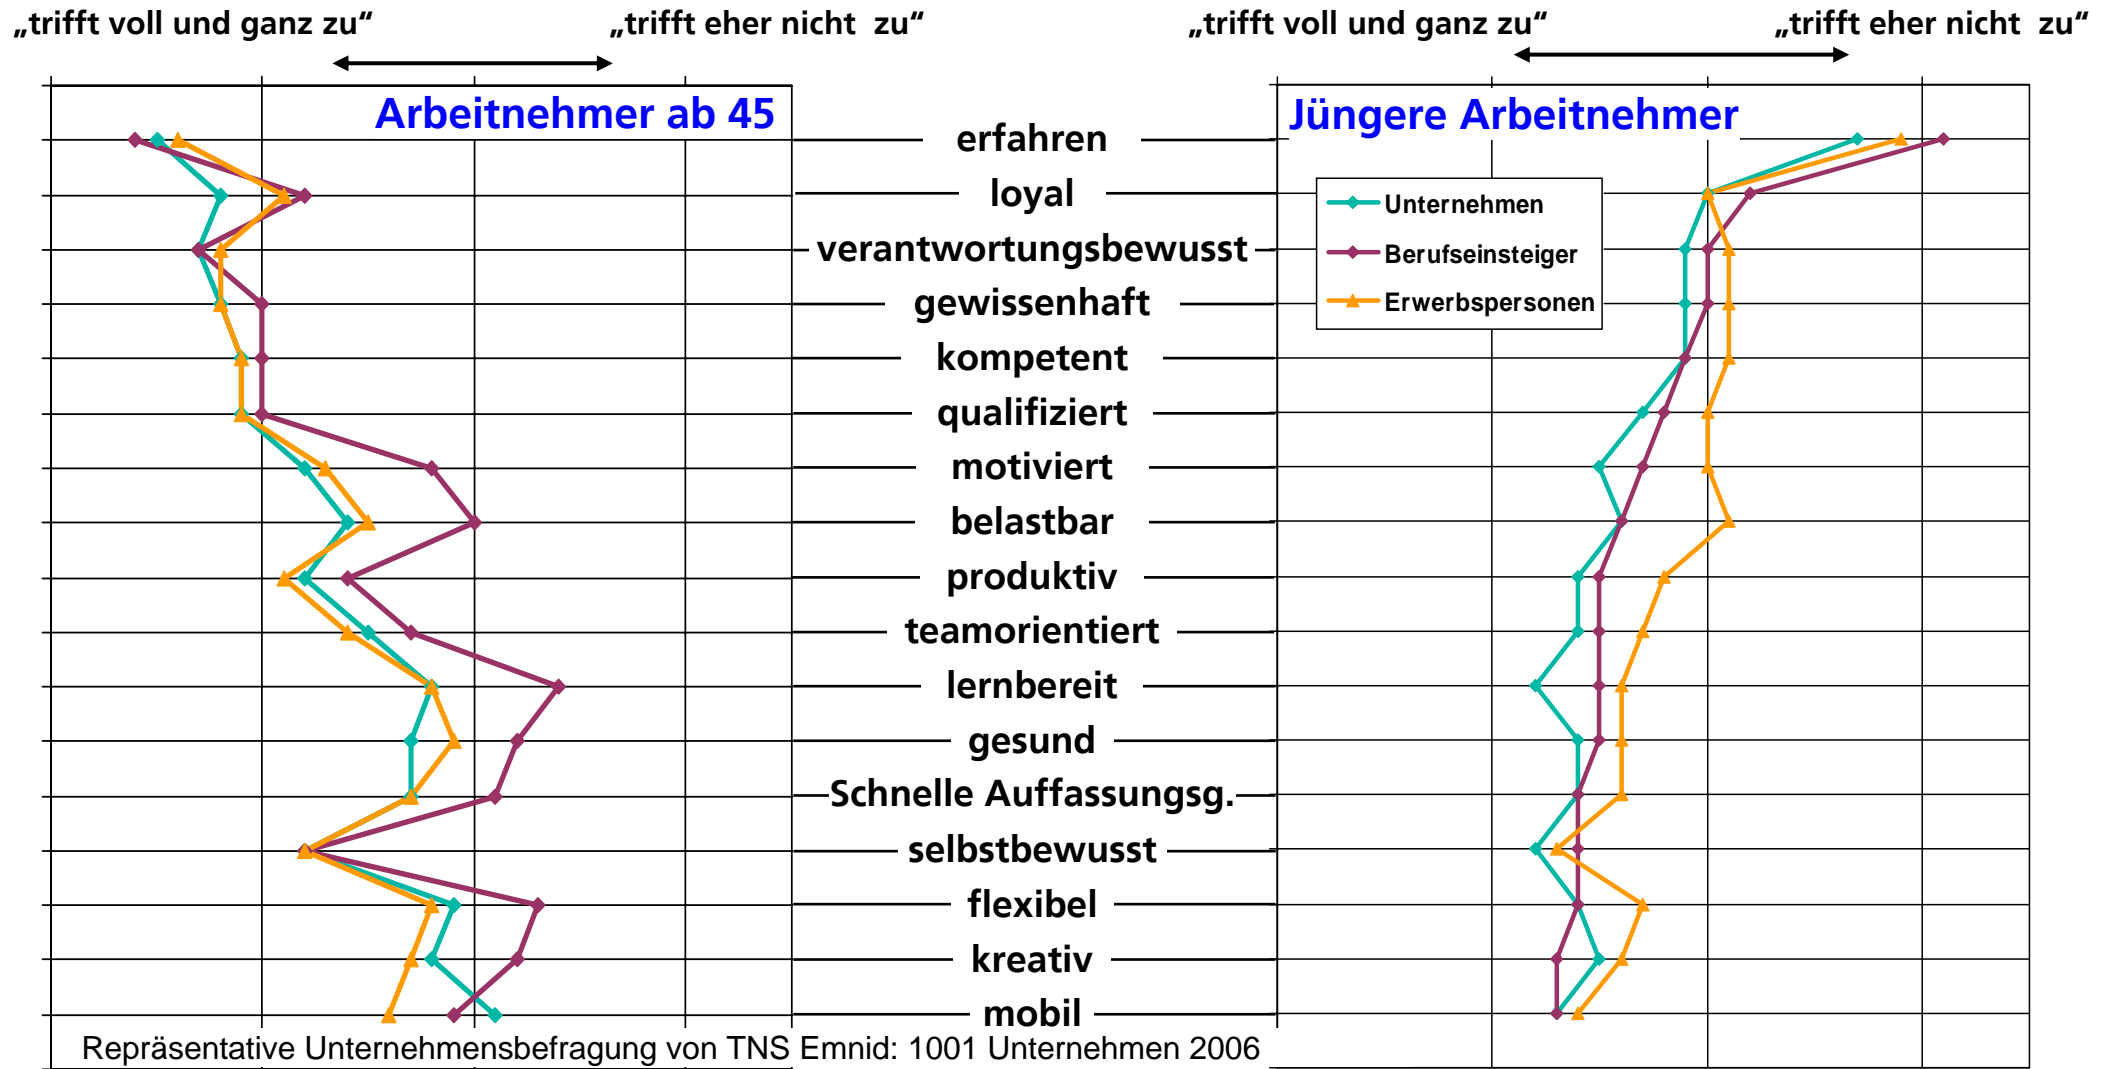 „trifft voll und ganz zu“ „trifft eher nicht zu“ „trifft voll und ganz zu“ „trifft eher nicht zu“
Arbeitnehmer ab 45
Jüngere Arbeitnehmer
erfahren
loyal
verantwortungsbewusst
gewissenhaft
kompetent
qualifiziert
motiviert
belastbar
produktiv
teamorientiert
lernbereit
gesund
Schnelle Auffassungsg.
selbstbewusst
flexibel
kreativ
mobil
Unternehmen
Berufseinsteiger
Erwerbspersonen
Repräsentative Unternehmensbefragung von TNS Emnid: 1001 Unternehmen 2006